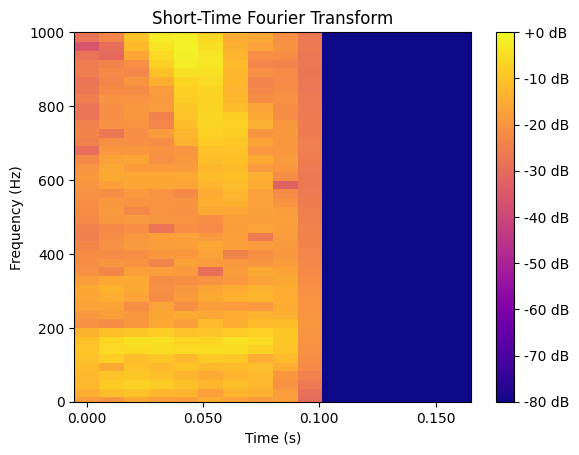 Short-Time Fourier Transform
1000
800
600
400
200
0
Frequency (Hz)
0.000
0.050
0.100
0.150
Time (s)
+0 dB
-10 dB
-20 dB
-30 dB
-40 dB
-50 dB
-60 dB
-70 dB
-80 dB